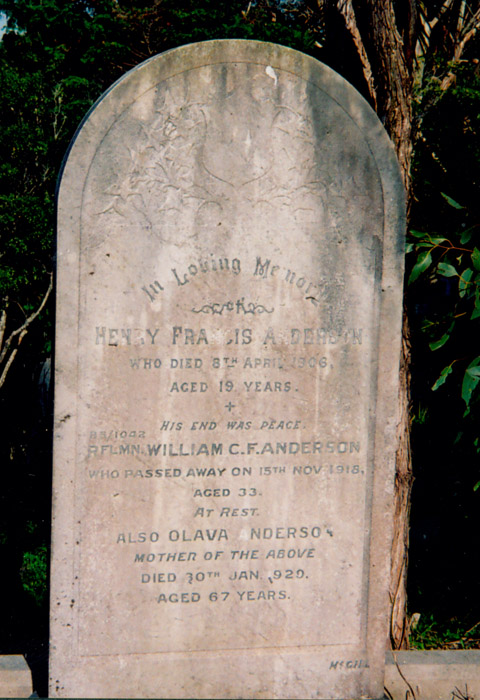 In Loving Memory
OF
HENRY FRANCIS ANDERSON
WHO DIED 8TH APRIL 1906,
AGED 19 YEARS.
HIS END WAS PEACE.
RFLMN. WILLIAM C.F. ANDERSON
WHO PASSED AWAY ON 15TH NOV. 1918,
AGED 33.
AT REST.
ALSO OLAVA ANDERSON
MOTHER OF THE ABOVE
DIED 30TH JAN. 1929.
AGED 67 YEARS.